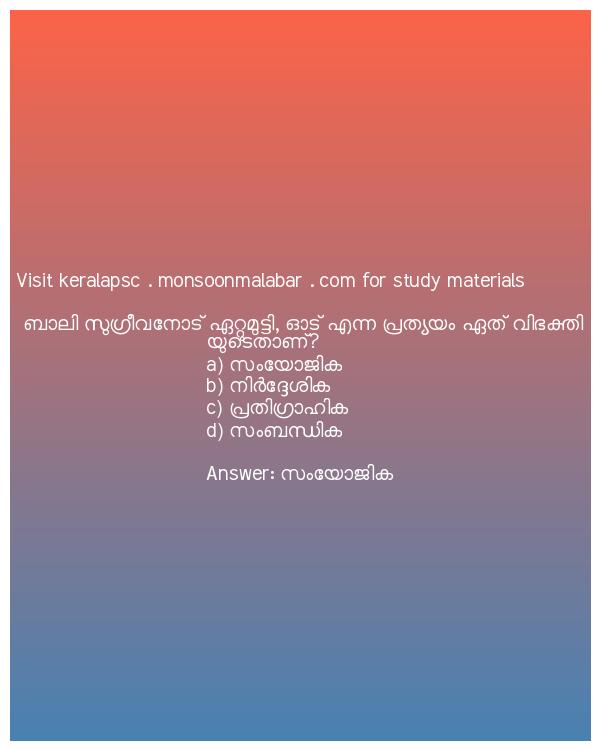 Visit keralapsc . monsoonmalabar . com for study materials
ബാലി സുഗ്രീവനോട് ഏറ്റുമുട്ടി, ഓട് എന്ന പ്രത്യയം ഏത് വിഭക്തി
യുടെതാണ്?
a) സംയോജിക
b) നിർദ്ദേശിക
c) പ്രതിഗ്രാഹിക
d) സംബന്ധിക
Answer: സംയോജിക